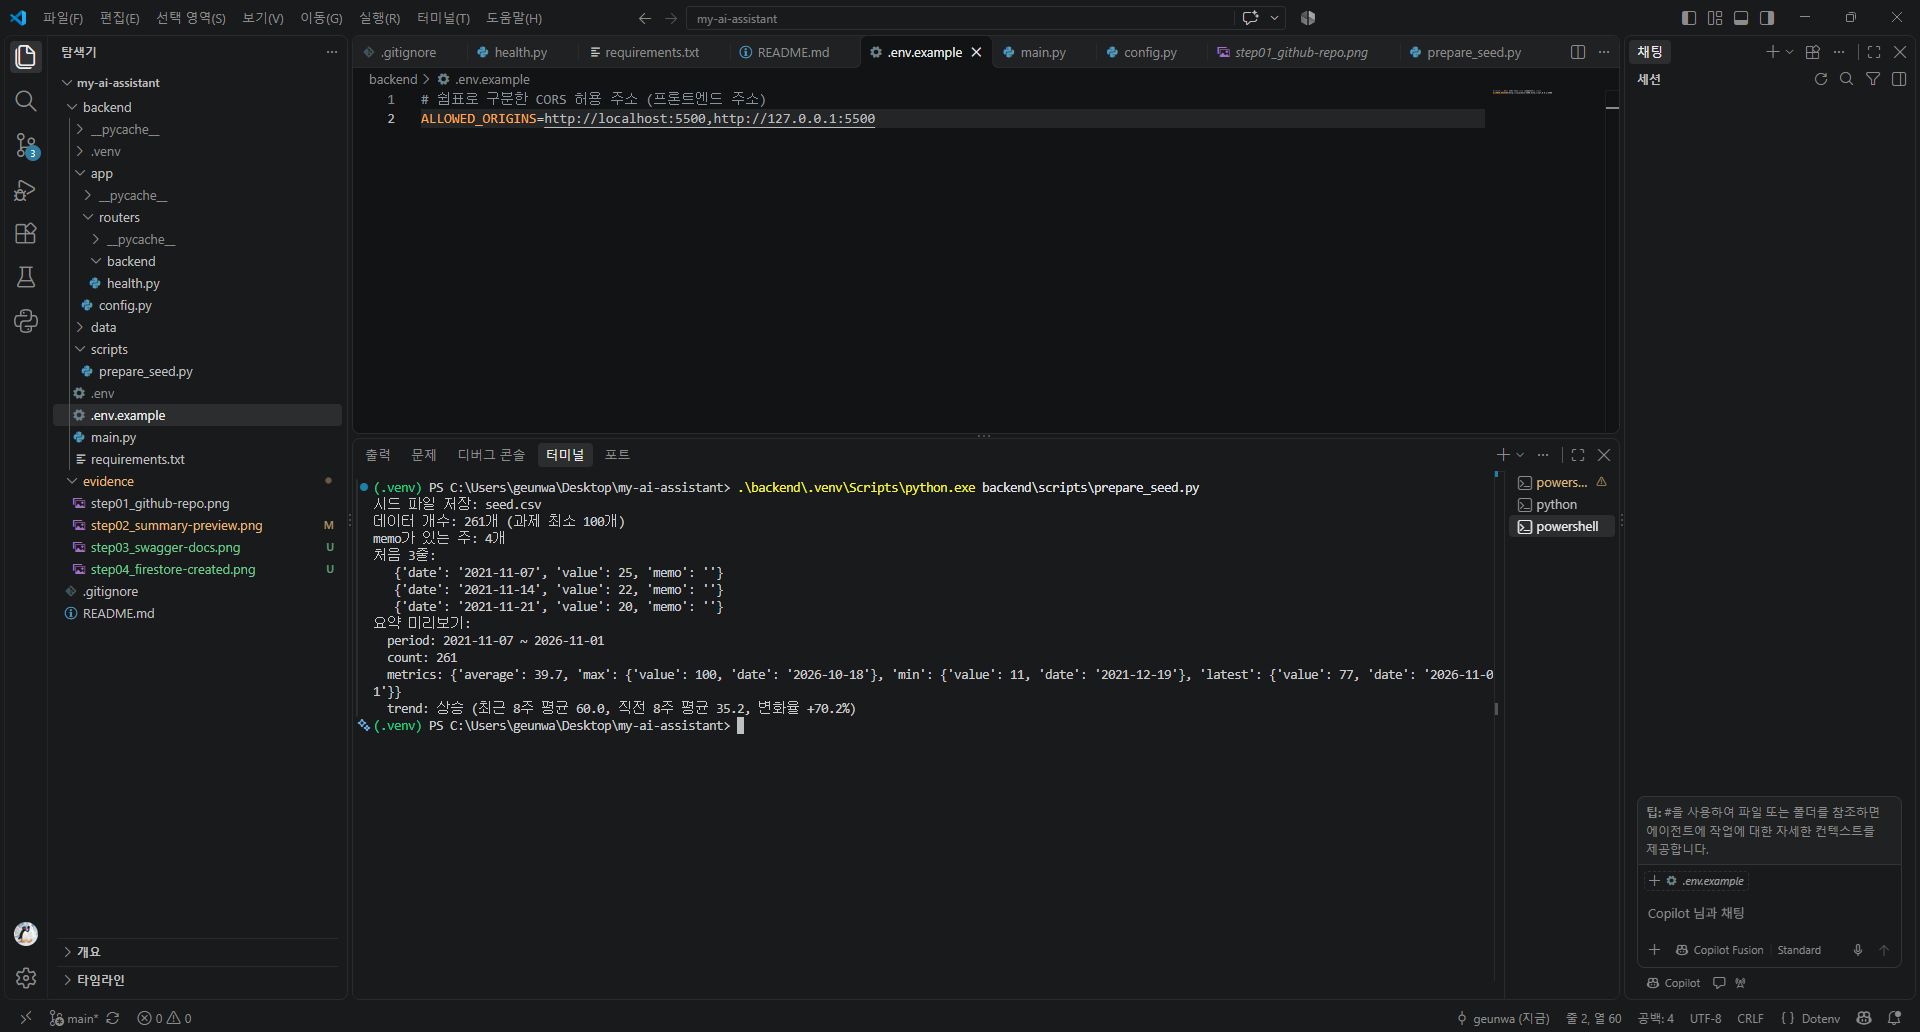 파일(F) 편집(E) 선택 영역(S) 보기(V) 이동(G) 실행(R) 터미널(T) 도움말(H)
my-ai-assistant
탐색기
my-ai-assistant
backend
__pycache__
.venv
app
__pycache__
routers
__pycache__
backend
health.py
config.py
data
scripts
prepare_seed.py
.env
.env.example
main.py
requirements.txt
evidence
step01_github-repo.png
step02_summary-preview.png M
step03_swagger-docs.png U
step04_firestore-created.png U
.gitignore
README.md
개요
타임라인
3
.gitignore health.py requirements.txt README.md .env.example main.py config.py step01_github-repo.png prepare_seed.py
backend > .env.example
1 # 쉼표로 구분한 CORS 허용 주소 (프론트엔드 주소)
2 ALLOWED_ORIGINS=http://localhost:5500,http://127.0.0.1:5500
출력 문제 디버그 콘솔 터미널 포트
(.venv) PS C:\Users\geunwa\Desktop\my-ai-assistant> .\backend\.venv\Scripts\python.exe backend\scripts\prepare_seed.py
시드 파일 저장: seed.csv
데이터 개수: 261개 (과제 최소 100개)
memo가 있는 주: 4개
처음 3줄:
{'date': '2021-11-07', 'value': 25, 'memo': ''}
{'date': '2021-11-14', 'value': 22, 'memo': ''}
{'date': '2021-11-21', 'value': 20, 'memo': ''}
요약 미리보기:
period: 2021-11-07 ~ 2026-11-01
count: 261
metrics: {'average': 39.7, 'max': {'value': 100, 'date': '2026-10-18'}, 'min': {'value': 11, 'date': '2021-12-19'}, 'latest': {'value': 77, 'date': '2026-11-0
1'}}
trend: 상승 (최근 8주 평균 60.0, 직전 8주 평균 35.2, 변화율 +70.2%)
(.venv) PS C:\Users\geunwa\Desktop\my-ai-assistant>
powers...
python
powershell
채팅
세션
팁: #을 사용하여 파일 또는 폴더를 참조하면
에이전트에 작업에 대한 자세한 컨텍스트를
제공합니다.
.env.example
Copilot 님과 채팅
Copilot Fusion Standard
Copilot
main* 0 0
geunwa (지금) 줄 2, 열 60 공백: 4 UTF-8 CRLF { } Dotenv